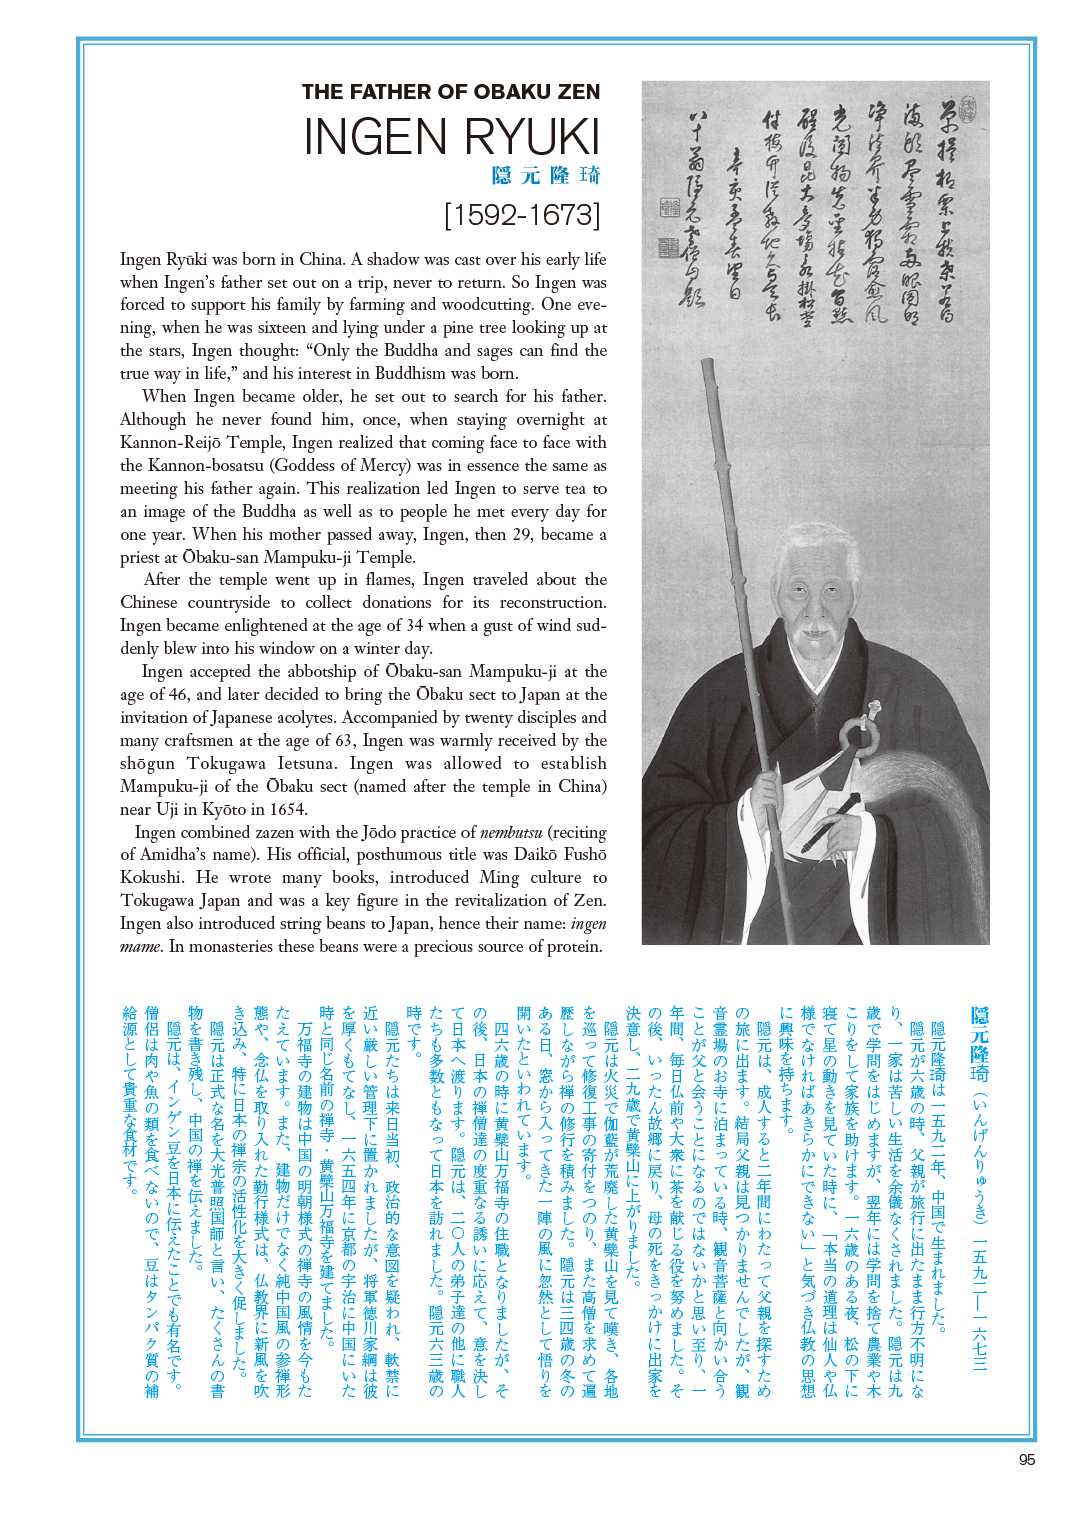 THE FATHER OF OBAKU ZEN
INGEN RYUKI
隠元隆琦
[1592-1673]
Ingen Ryūki was born in China. A shadow was cast over his early life
when Ingen’s father set out on a trip, never to return. So Ingen was
forced to support his family by farming and woodcutting. One eve-
ning, when he was sixteen and lying under a pine tree looking up at
the stars, Ingen thought: “Only the Buddha and sages can find the
true way in life,” and his interest in Buddhism was born.
When Ingen became older, he set out to search for his father.
Although he never found him, once, when staying overnight at
Kannon-Reijō Temple, Ingen realized that coming face to face with
the Kannon-bosatsu (Goddess of Mercy) was in essence the same as
meeting his father again. This realization led Ingen to serve tea to
an image of the Buddha as well as to people he met every day for
one year. When his mother passed away, Ingen, then 29, became a
priest at Ōbaku-san Mampuku-ji Temple.
After the temple went up in flames, Ingen traveled about the
Chinese countryside to collect donations for its reconstruction.
Ingen became enlightened at the age of 34 when a gust of wind sud-
denly blew into his window on a winter day.
Ingen accepted the abbotship of Ōbaku-san Mampuku-ji at the
age of 46, and later decided to bring the Ōbaku sect to Japan at the
invitation of Japanese acolytes. Accompanied by twenty disciples and
many craftsmen at the age of 63, Ingen was warmly received by the
shōgun Tokugawa Ietsuna. Ingen was allowed to establish
Mampuku-ji of the Ōbaku sect (named after the temple in China)
near Uji in Kyōto in 1654.
Ingen combined zazen with the Jōdo practice of nembutsu (reciting
of Amidha’s name). His official, posthumous title was Daikō Fushō
Kokushi. He wrote many books, introduced Ming culture to
Tokugawa Japan and was a key figure in the revitalization of Zen.
Ingen also introduced string beans to Japan, hence their name: ingen
mame. In monasteries these beans were a precious source of protein.
隠元隆琦（いんげんりゅうき）一五九二―一六七三
隠元隆琦は一五九二年、中国で生まれました。
隠元が六歳の時、父親が旅行に出たまま行方不明にな
り、一家は苦しい生活を余儀なくされました。隠元は九
歳で学問をはじめますが、翌年には学問を捨て農業や木
こりをして家族を助けます。一六歳のある夜、松の下に
寝て星の動きを見ていた時に、「本当の道理は仙人や仏
様でなければあきらかにできない」と気づき仏教の思想
に興味を持ちます。
隠元は、成人すると二年間にわたって父親を探すため
の旅に出ます。結局父親は見つかりませんでしたが、観
音霊場のお寺に泊まっている時、観音菩薩と向かい合う
ことが父と会うことになるのではないかと思い至り、一
年間、毎日仏前や大衆に茶を献じる役を努めました。そ
の後、いったん故郷に戻り、母の死をきっかけに出家を
決意し、二九歳で黄檗山に上がりました。
隠元は火災で伽藍が荒廃した黄檗山を見て嘆き、各地
を巡って修復工事の寄付をつのり、また高僧を求めて遍
歴しながら禅の修行を積みました。隠元は三四歳の冬の
ある日、窓から入ってきた一陣の風に忽然として悟りを
開いたといわれています。
四六歳の時に黄檗山万福寺の住職となりましたが、そ
の後、日本の禅僧達の度重なる誘いに応えて、意を決し
て日本へ渡ります。隠元は、二〇人の弟子達の他に職人
たちも多数ともなって日本を訪れました。隠元六三歳の
時です。
隠元たちは来日当初、政治的な意図を疑われ、軟禁に
近い厳しい管理下に置かれましたが、将軍徳川家綱は彼
を厚くもてなし、一六五四年に京都の宇治に中国にいた
時と同じ名前の禅寺・黄檗山万福寺を建てました。
万福寺の建物は中国の明朝様式の禅寺の風情を今もた
たえています。また、建物だけでなく純中国風の参禅形
態や、念仏を取り入れた勤行様式は、仏教界に新風を吹
き込み、特に日本の禅宗の活性化を大きく促しました。
隠元は正式な名を大光普照国師と言い、たくさんの書
物を書き残し、中国の禅を伝えました。
隠元は、インゲン豆を日本に伝えたことでも有名です。
僧侶は肉や魚の類を食べないので、豆はタンパク質の補
給源として貴重な食材です。
95